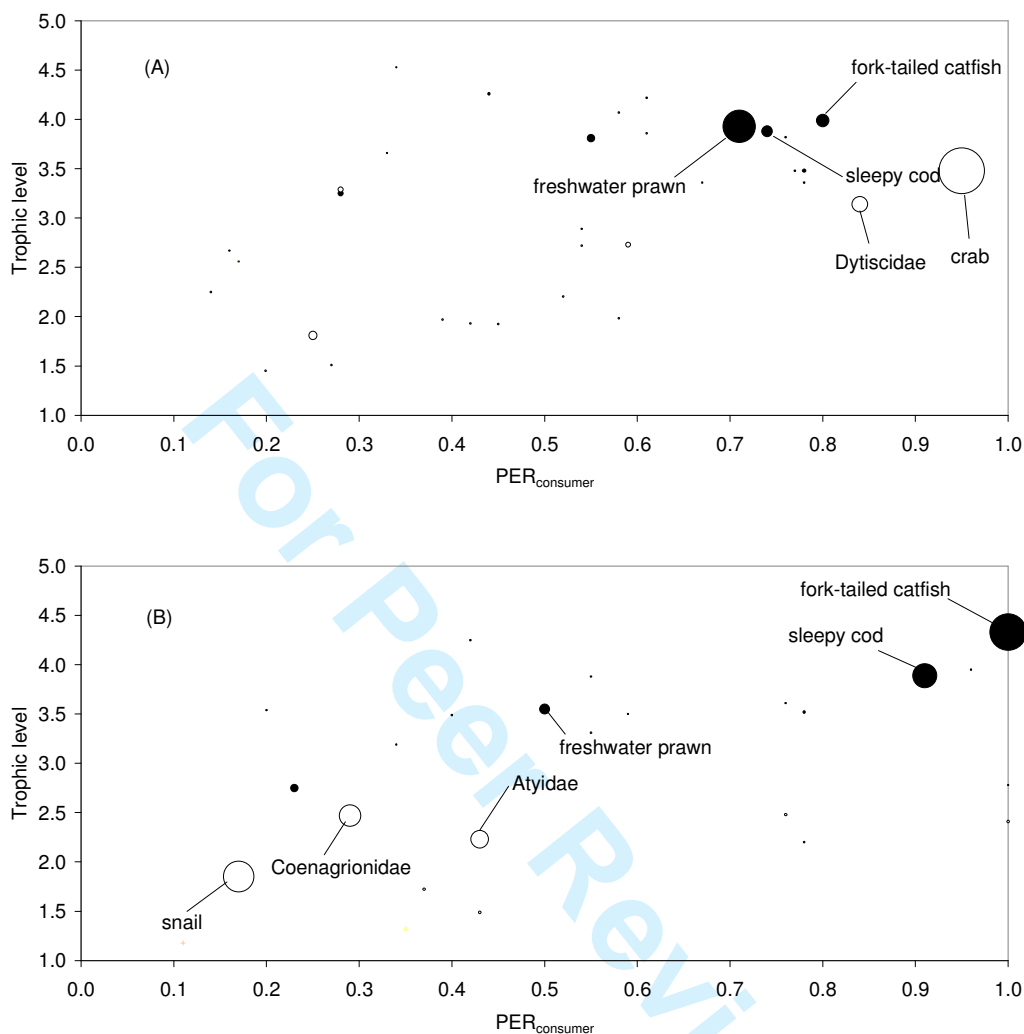 (A)
5.0
4.5
4.0
3.5
3.0
2.5
2.0
1.5
1.0
Trophic level
fork-tailed catfish
freshwater prawn
sleepy cod
Dytiscidae
crab
0.0 0.1 0.2 0.3 0.4 0.5 0.6 0.7 0.8 0.9 1.0
PERconsumer
(B)
5.0
4.5
4.0
3.5
3.0
2.5
2.0
1.5
1.0
Trophic level
fork-tailed catfish
sleepy cod
freshwater prawn
Atyidae
Coenagrionidae
snail
0.0 0.1 0.2 0.3 0.4 0.5 0.6 0.7 0.8 0.9 1.0
PERconsumer
For Peer Revi